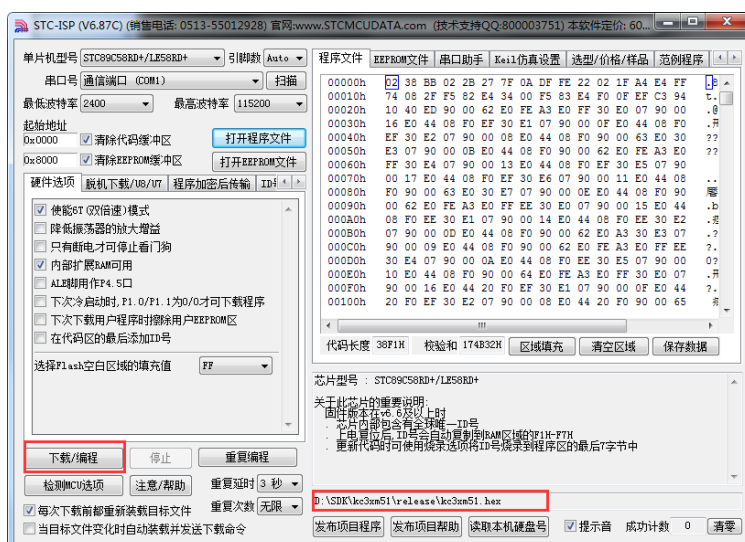 STC-ISP (V6.87C) (销售电话: 0513-55012928) 官网:www.STCMCUDATA.com (技术支持QQ:800003751) 本软件定价: 60...
单片机型号 STC89C58RD+/LE58RD+ 引脚数 Auto
串口号 通信端口 (COM1) 扫描
最低波特率 2400 最高波特率 115200
起始地址
0x0000 清除代码缓冲区 打开程序文件
0x8000 清除EEPROM缓冲区 打开EEPROM文件
硬件选项 脱机下载/U8/U7 程序加密后传输
使能6T(双倍速)模式
降低振荡器的放大增益
只有断电才可停止看门狗
内部扩展RAM可用
ALE脚用作P4.5口
下次冷启动时,P1.0/P1.1为0/0才可下载程序
下次下载用户程序时擦除用户EEPROM区
在代码区的最后添加ID号
选择Flash空白区域的填充值 FF
下载/编程 停止 重复编程
检测MCU选项 注意/帮助 重复延时 3 秒
每次下载前都重新装载目标文件 重复次数 无限
当目标文件变化时自动装载并发送下载命令
程序文件 EEPROM文件 串口助手 Keil仿真设置 选型/价格/样品 范例程序
00000h 02 38 BB 02 2B 27 7F 0A DF FE 22 02 1F A4 E4 FF
00010h 74 08 2F F5 82 E4 34 00 F5 83 E4 F0 0F EF C3 94
00020h 10 40 ED 90 00 62 E0 FE A3 E0 FF 30 E0 07 90 00
00030h 16 E0 44 08 F0 EF 30 E1 07 90 00 0F E0 44 08 F0
00040h EF 30 E2 07 90 00 08 E0 44 08 F0 90 00 63 E0 30
00050h E3 07 90 00 0B E0 44 08 F0 90 00 62 E0 FE A3 E0
00060h FF 30 E4 07 90 00 13 E0 44 08 F0 EF 30 E5 07 90
00070h 00 17 E0 44 08 F0 EF 30 E6 07 90 00 11 E0 44 08
00080h F0 90 00 63 E0 30 E7 07 90 00 0E E0 44 08 F0 90
00090h 00 62 E0 FE A3 E0 FF EE 30 E0 07 90 00 15 E0 44
000A0h 08 F0 EE 30 E1 07 90 00 14 E0 44 08 F0 EE 30 E2
000B0h 07 90 00 0D E0 44 08 F0 90 00 62 E0 A3 30 E3 07
000C0h 90 00 09 E0 44 08 F0 90 00 62 E0 FE A3 E0 FF EE
000D0h 30 E4 07 90 00 0A E0 44 08 F0 EE 30 E5 07 90 00
000E0h 10 E0 44 08 F0 90 00 64 E0 FE A3 E0 FF 30 E0 07
000F0h 90 00 16 E0 44 20 F0 EF 30 E1 07 90 00 0F E0 44
00100h 20 F0 EF 30 E2 07 90 00 08 E0 44 20 F0 90 00 65
代码长度 38F1H 校验和 174B32H 区域填充 清空区域 保存数据
芯片型号 : STC89C58RD+/LE58RD+
关于此芯片的重要说明:
固件版本在v6.6及以上时
. 芯片内部包含有全球唯一ID号
. 上电复位后,ID号会自动复制到RAM区域的F1H-F7H
. 更新代码时可使用烧录选项将ID号烧录到程序区的最后7字节中
D:\SDK\kc3xm51\release\kc3xm51.hex
发布项目程序 发布项目帮助 读取本机硬盘号 提示音 成功计数 0 清零